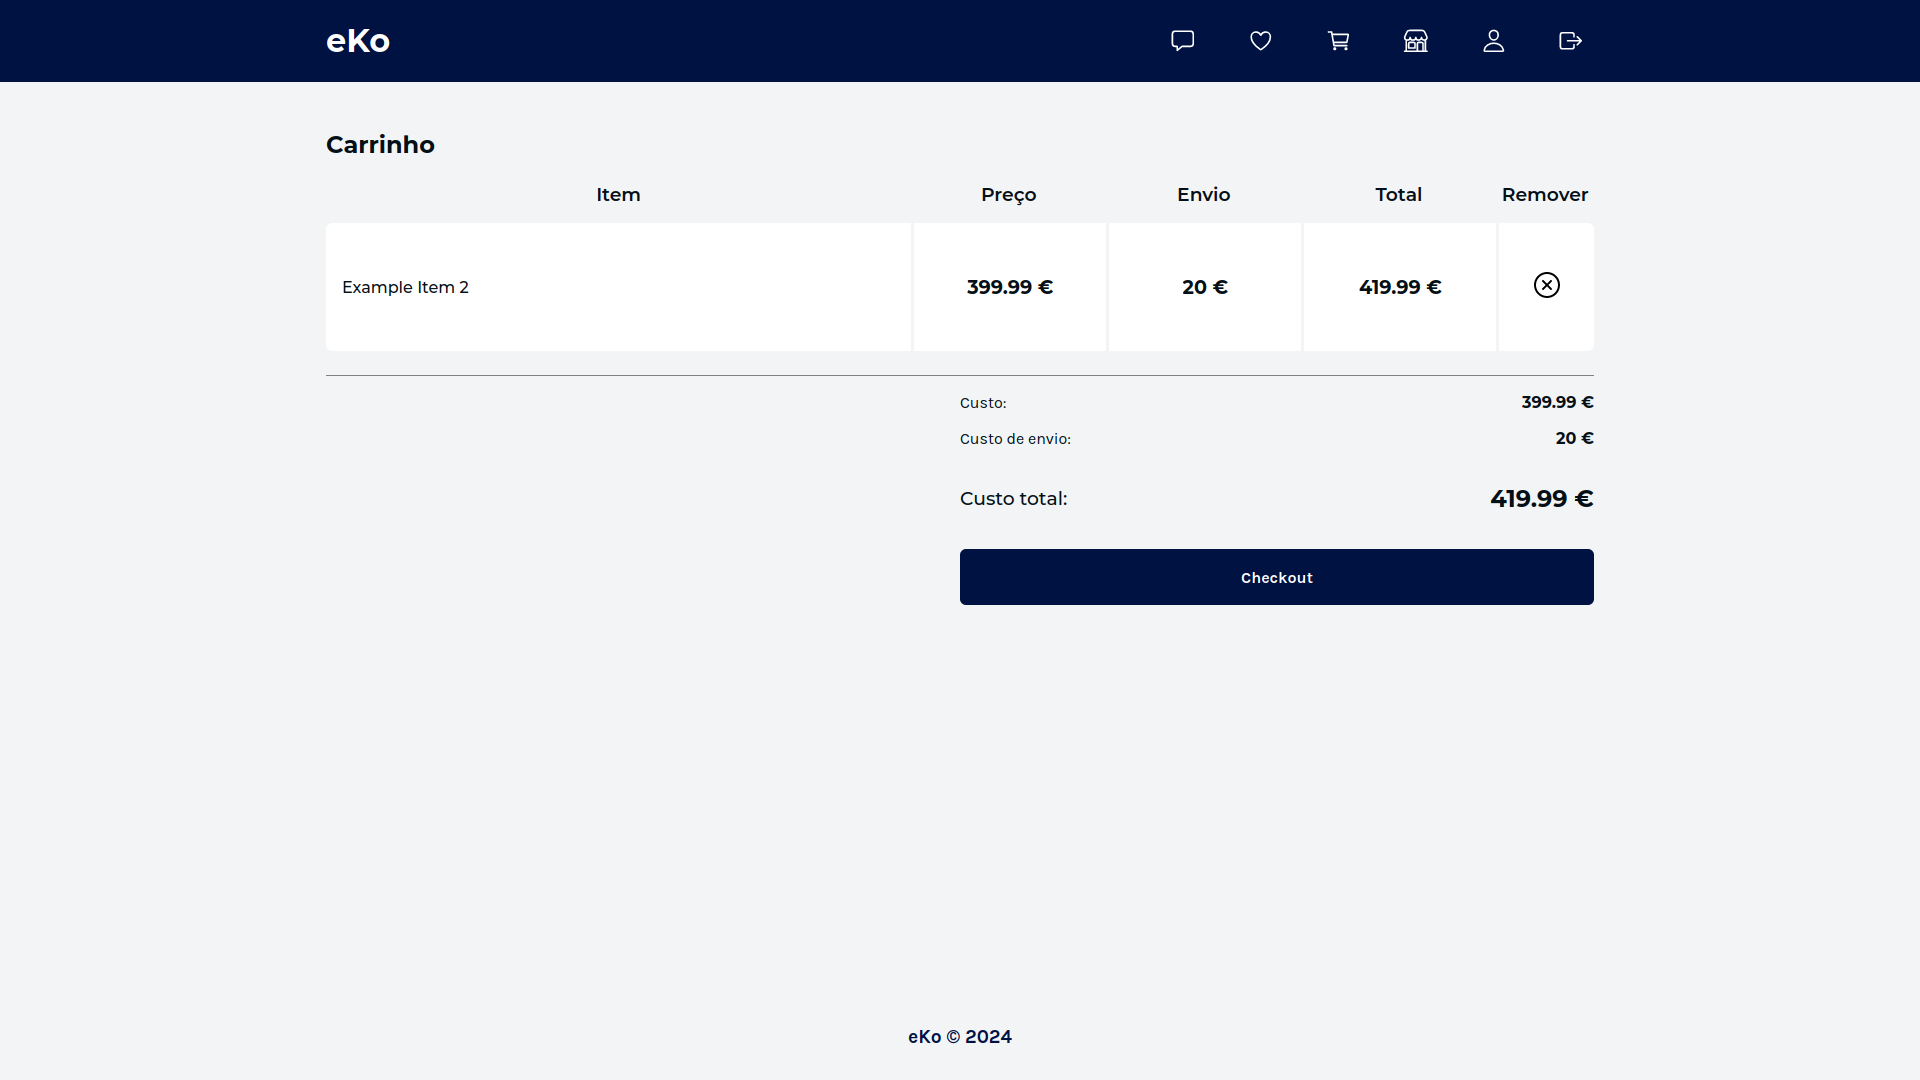 eKo
Carrinho
Item Preço Envio Total Remover
Example Item 2 399.99 € 20 € 419.99 €
Custo: 399.99 €
Custo de envio: 20 €
Custo total: 419.99 €
Checkout
eKo © 2024